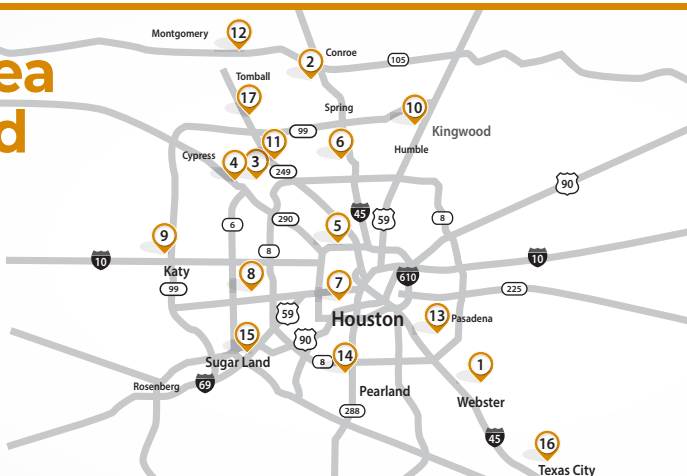 ea
d
12
Montgomery
2
Conroe
105
Tomball
17
Spring
10
Kingwood
99
11
6
Humble
Cypress
4
3
249
90
45
59
8
6
290
5
9
8
10
10
Katy
610
8
7
99
225
59
Houston
13
Pasadena
90
15
Sugar Land
8
14
1
Rosenberg
69
Pearland
Webster
288
45
16
Texas City